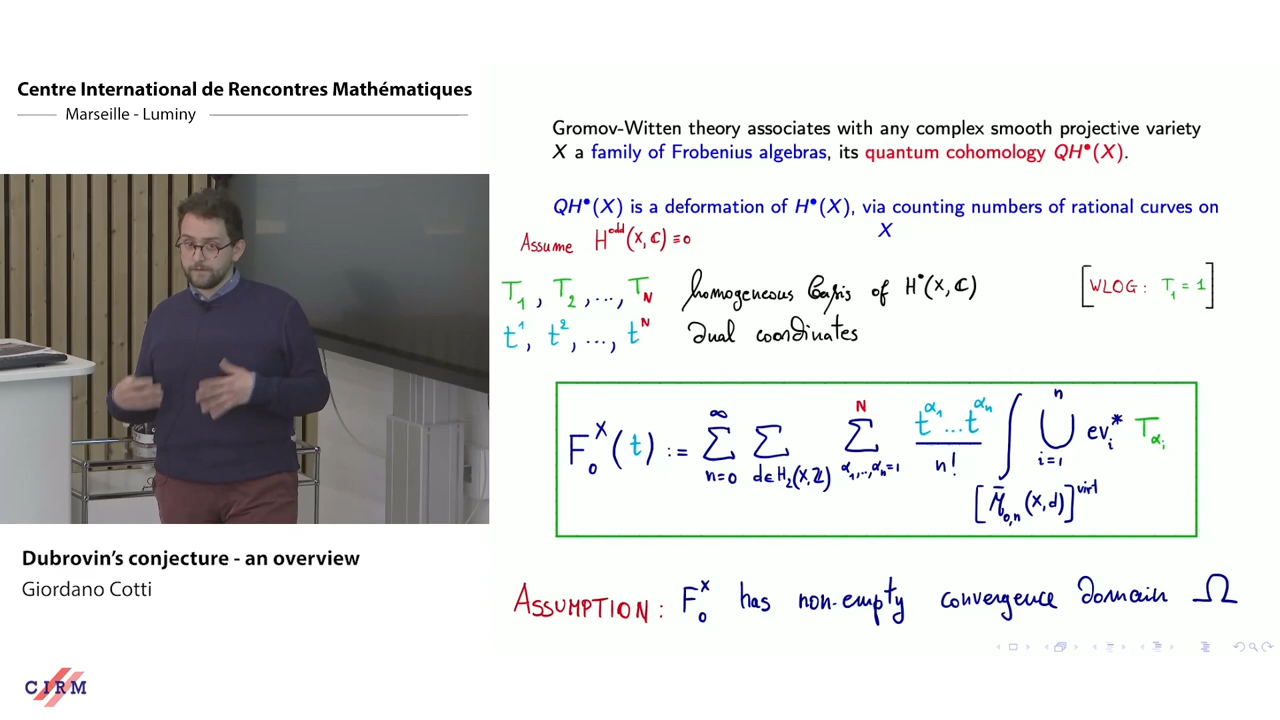 Centre International de Rencontres Mathématiques
Marseille - Luminy
Gromov-Witten theory associates with any complex smooth projective variety
X a family of Frobenius algebras, its quantum cohomology QH•(X).
QH•(X) is a deformation of H•(X), via counting numbers of rational curves on
X
Assume H^odd(X, ℂ) ≡ 0
T_1, T_2, ..., T_N homogeneous basis of H^•(X, ℂ) [WLOG: T_1 = 1]
t^1, t^2, ..., t^N dual coordinates
F_0^X(t) := ∑_{n=0}^∞ ∑_{d∈H_2(X,ℤ)} ∑_{α_1,...,α_n=1}^N \frac{t^{α_1}...t^{α_n}}{n!} ∫_{[M̄_{0,n}(X,d)]^{virt}} ⋃_{i=1}^n ev_i^* T_{α_i}
ASSUMPTION: F_0^X has non-empty convergence domain Ω
Dubrovin's conjecture - an overview
Giordano Cotti
CIRM